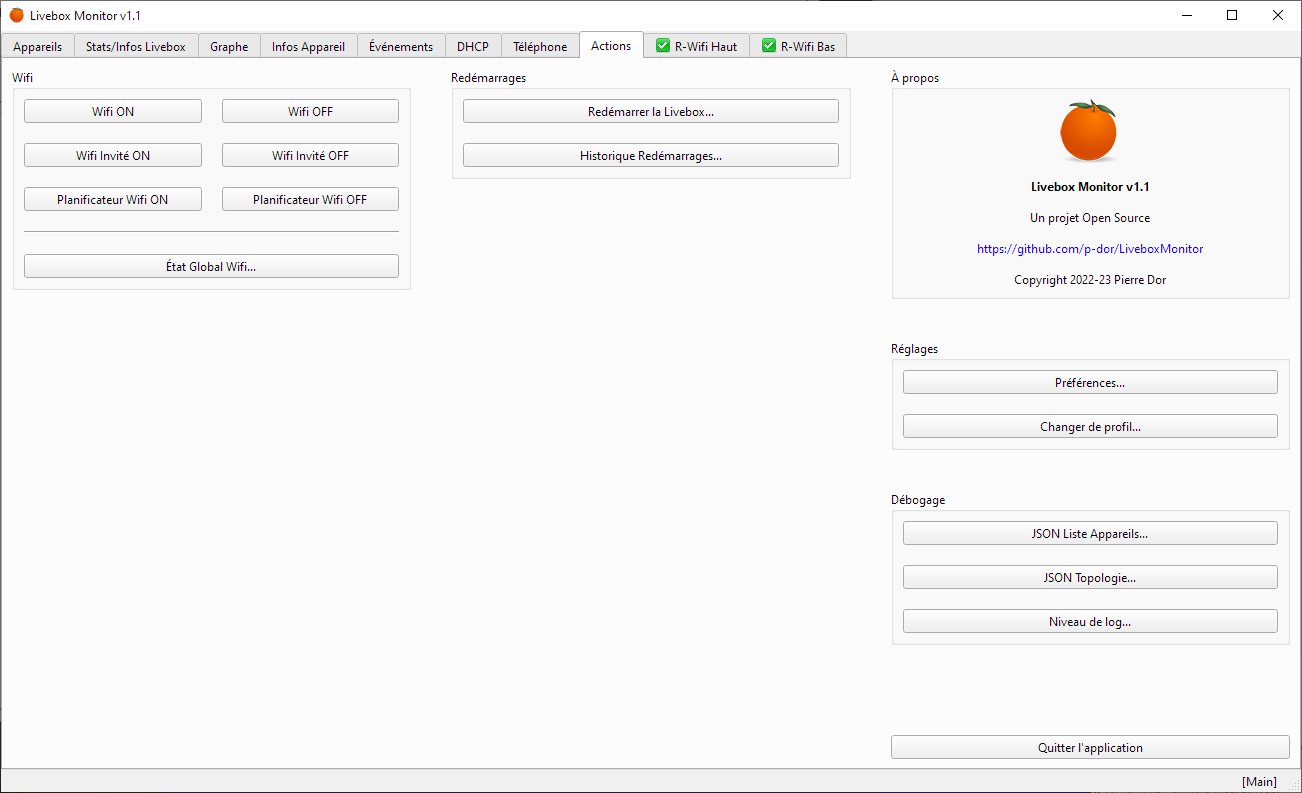 Livebox Monitor v1.1
Appareils Stats/Infos Livebox Graphe Infos Appareil Événements DHCP Téléphone Actions R-Wifi Haut R-Wifi Bas
Wifi
Wifi ON Wifi OFF
Wifi Invité ON Wifi Invité OFF
Planificateur Wifi ON Planificateur Wifi OFF
État Global Wifi...
Redémarrages
Redémarrer la Livebox...
Historique Redémarrages...
À propos
Livebox Monitor v1.1
Un projet Open Source
https://github.com/p-dor/LiveboxMonitor
Copyright 2022-23 Pierre Dor
Réglages
Préférences...
Changer de profil...
Débogage
JSON Liste Appareils...
JSON Topologie...
Niveau de log...
Quitter l'application
[Main]